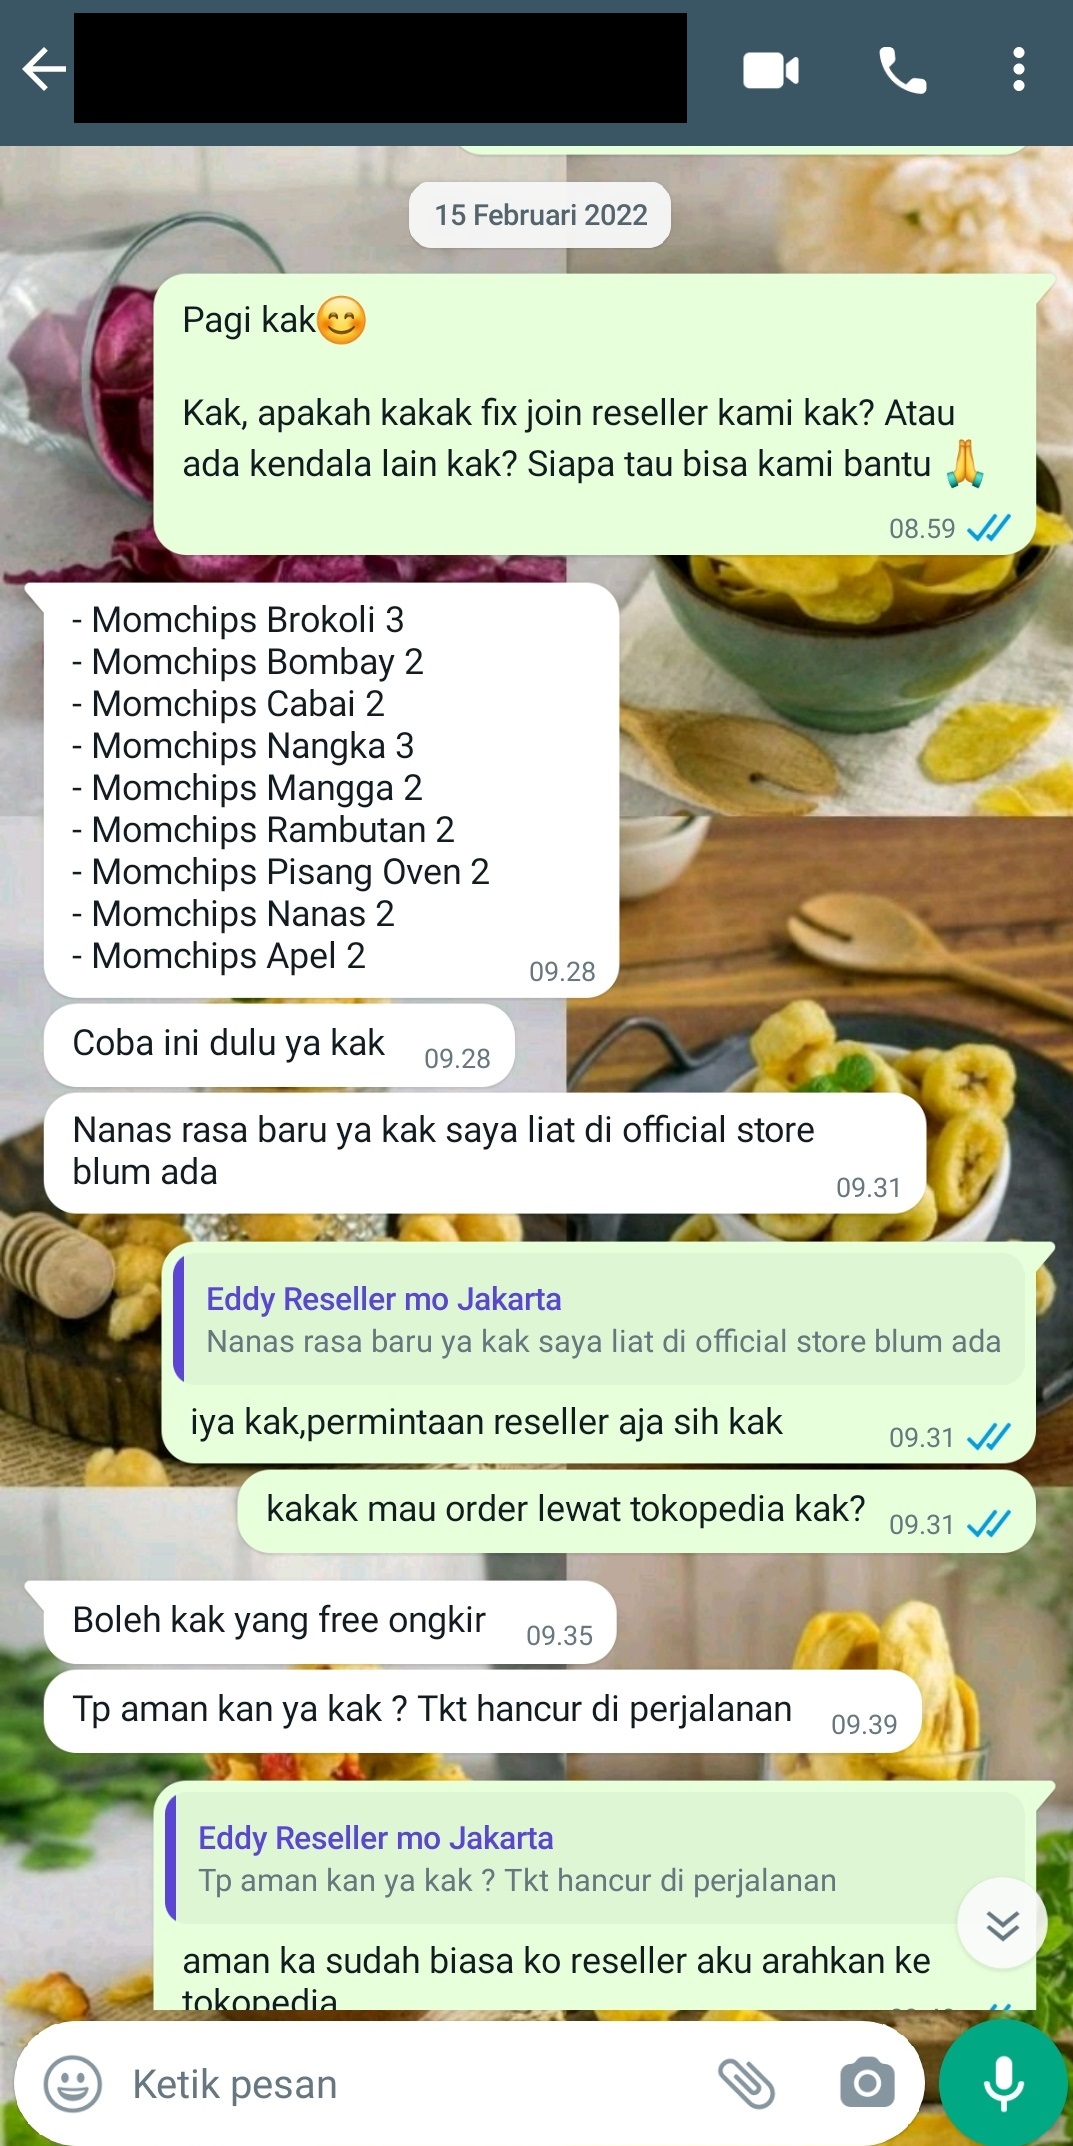 15 Februari 2022
Pagi kak😊
Kak, apakah kakak fix join reseller kami kak? Atau
ada kendala lain kak? Siapa tau bisa kami bantu 🙏
08.59
- Momchips Brokoli 3
- Momchips Bombay 2
- Momchips Cabai 2
- Momchips Nangka 3
- Momchips Mangga 2
- Momchips Rambutan 2
- Momchips Pisang Oven 2
- Momchips Nanas 2
- Momchips Apel 2
09.28
Coba ini dulu ya kak 09.28
Nanas rasa baru ya kak saya liat di official store
blum ada
09.31
Eddy Reseller mo Jakarta
Nanas rasa baru ya kak saya liat di official store blum ada
iya kak,permintaan reseller aja sih kak 09.31
kakak mau order lewat tokopedia kak? 09.31
Boleh kak yang free ongkir 09.35
Tp aman kan ya kak ? Tkt hancur di perjalanan 09.39
Eddy Reseller mo Jakarta
Tp aman kan ya kak ? Tkt hancur di perjalanan
aman ka sudah biasa ko reseller aku arahkan ke
tokopedia
Ketik pesan